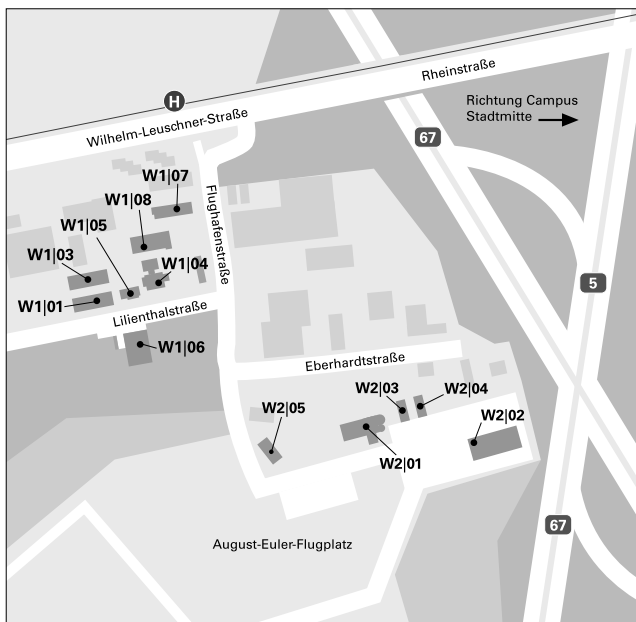 Rheinstraße
Richtung Campus
Stadtmitte
H
Wilhelm-Leuschner-Straße
67
W1|07
W1|08
Flughafenstraße
W1|05
W1|03
W1|04
5
W1|01
Lilienthalstraße
W1|06
Eberhardtstraße
W2|03
W2|04
W2|05
W2|02
W2|01
67
August-Euler-Flugplatz